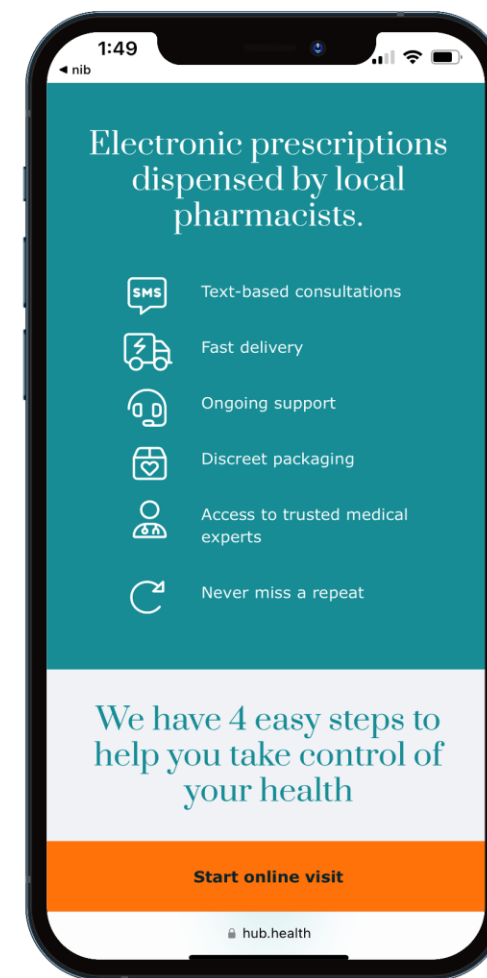 1:49
◀ nib
Electronic prescriptions
dispensed by local
pharmacists.
SMS
Text-based consultations
Fast delivery
Ongoing support
Discreet packaging
Access to trusted medical
experts
Never miss a repeat
We have 4 easy steps to
help you take control of
your health
Start online visit
hub.health